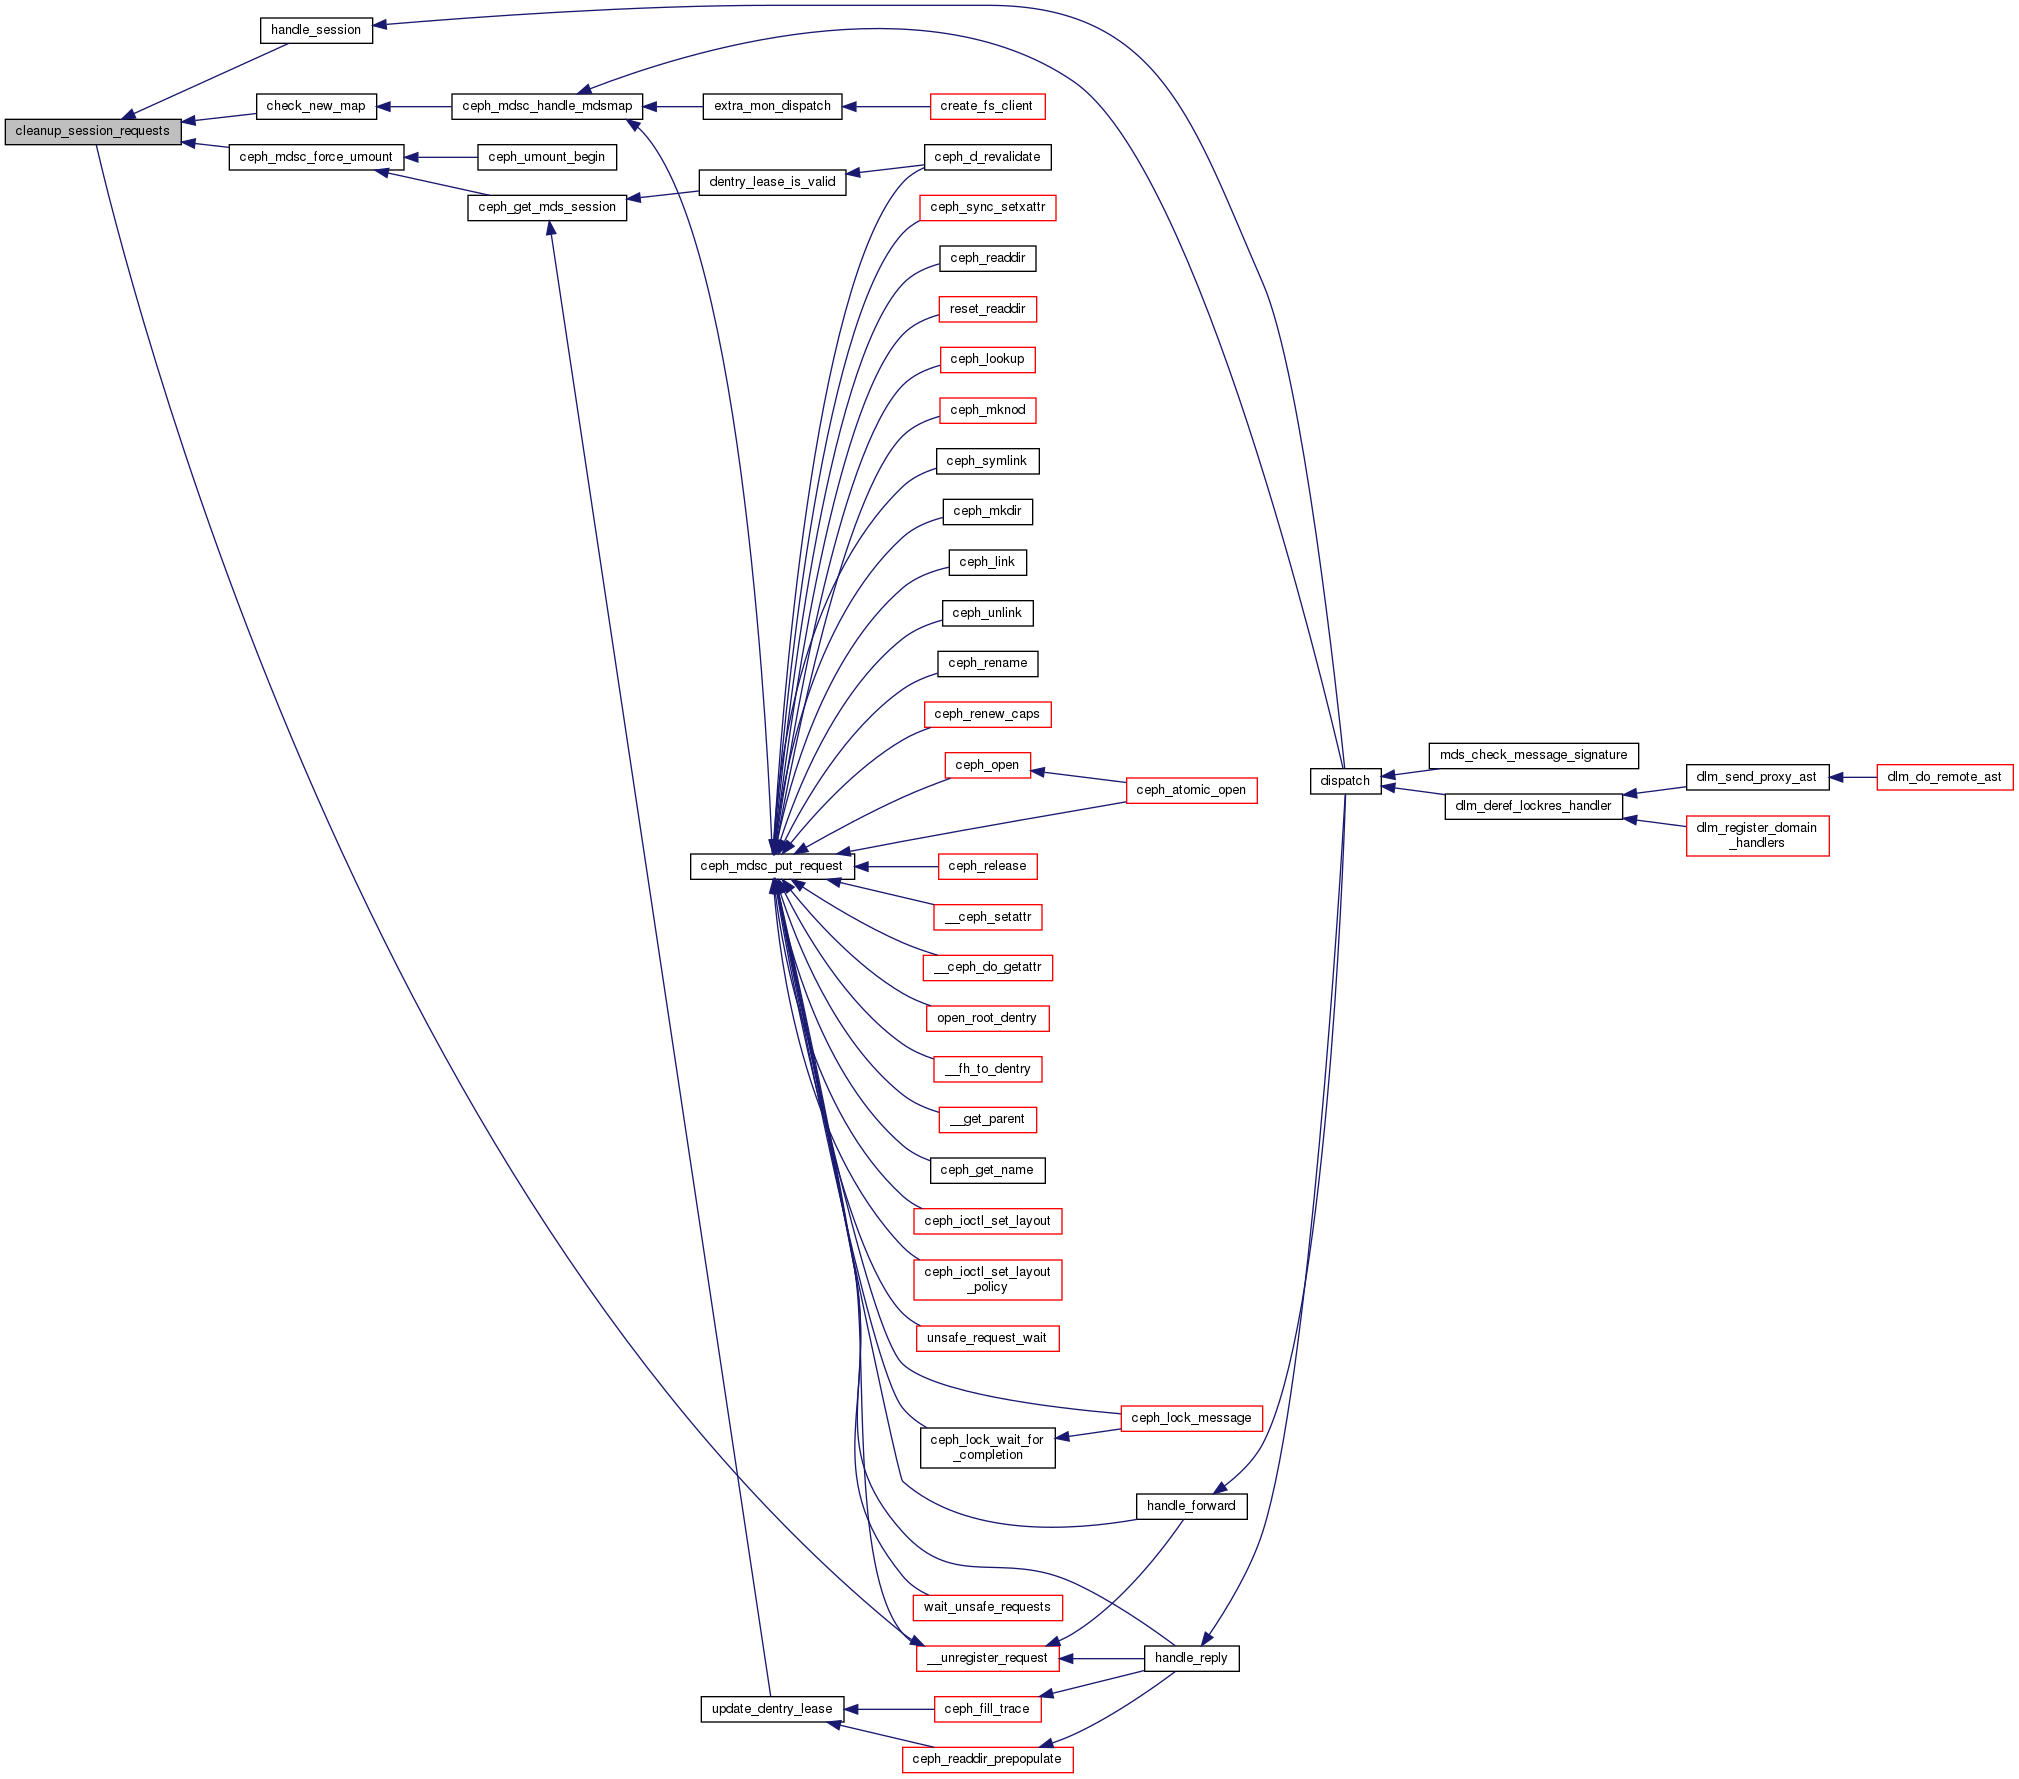 handle_session
check_new_map
ceph_mdsc_handle_mdsmap
extra_mon_dispatch
create_fs_client
cleanup_session_requests
ceph_mdsc_force_umount
ceph_umount_begin
ceph_d_revalidate
dentry_lease_is_valid
ceph_get_mds_session
ceph_sync_setxattr
ceph_readdir
reset_readdir
ceph_lookup
ceph_mknod
ceph_symlink
ceph_mkdir
ceph_link
ceph_unlink
ceph_rename
ceph_renew_caps
ceph_open
ceph_atomic_open
dispatch
mds_check_message_signature
dlm_deref_lockres_handler
dlm_send_proxy_ast
dlm_do_remote_ast
dlm_register_domain
_handlers
ceph_mdsc_put_request
ceph_release
__ceph_setattr
__ceph_do_getattr
open_root_dentry
__fh_to_dentry
__get_parent
ceph_get_name
ceph_ioctl_set_layout
ceph_ioctl_set_layout
_policy
unsafe_request_wait
ceph_lock_message
ceph_lock_wait_for
_completion
handle_forward
wait_unsafe_requests
__unregister_request
handle_reply
update_dentry_lease
ceph_fill_trace
ceph_readdir_prepopulate